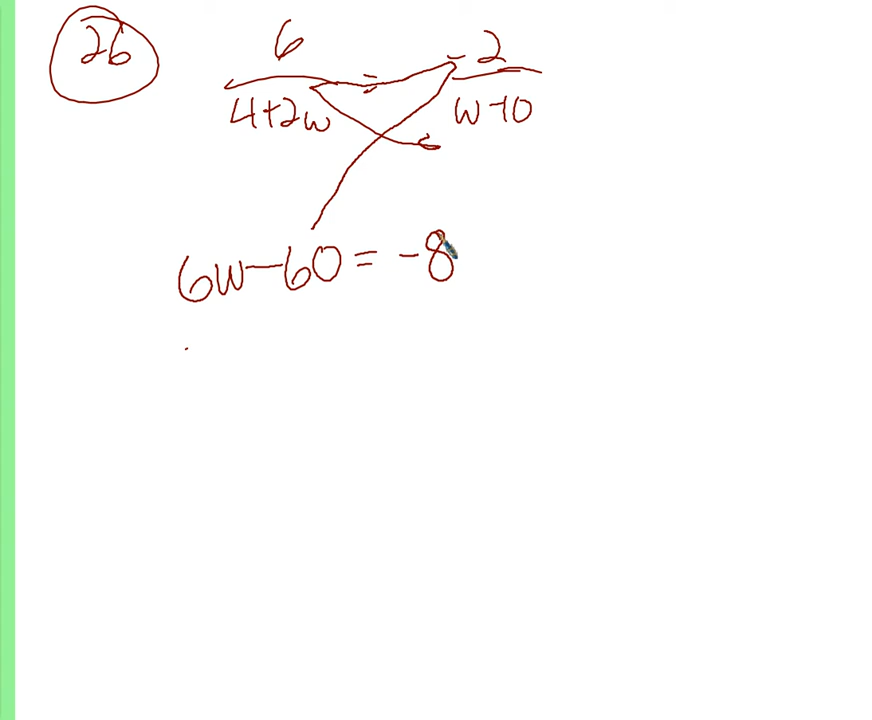 26
6 = -2
4+2w w-10
6w-60 = -8